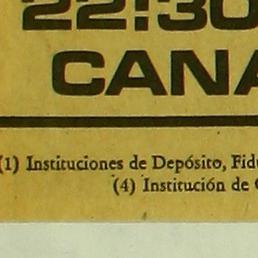 22:30
CANA
(1) Instituciones de Depósito, Fidu
(4) Institución de